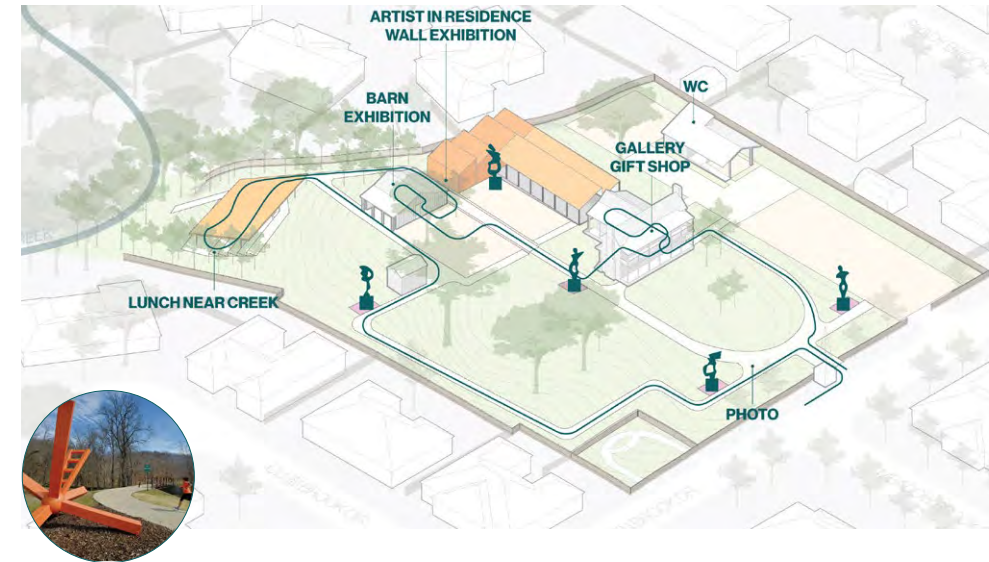 ARTIST IN RESIDENCE
WALL EXHIBITION
BARN
EXHIBITION
WC
GALLERY
GIFT SHOP
LUNCH NEAR CREEK
PHOTO